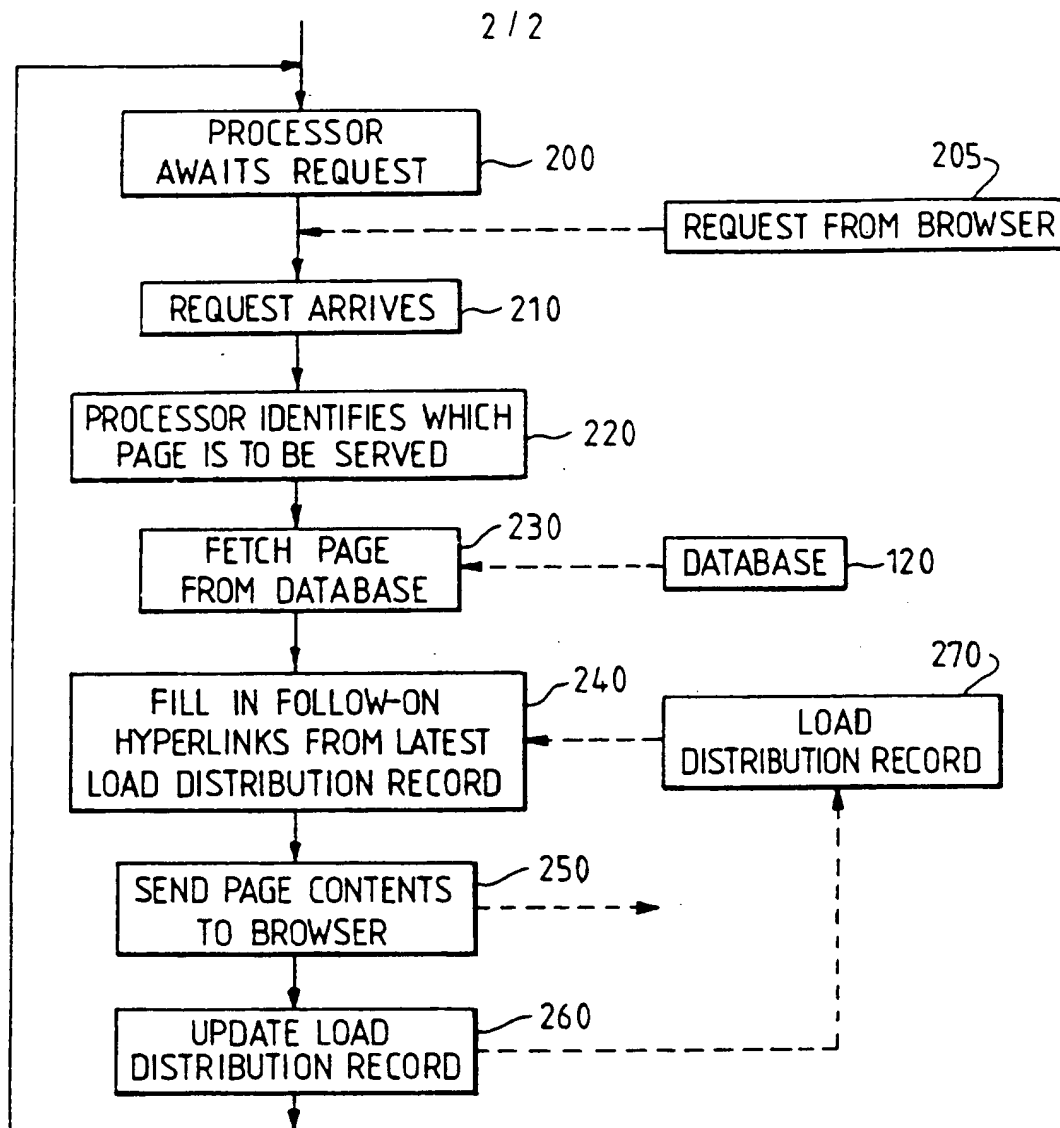 2 / 2
PROCESSOR
AWAITS REQUEST
200
205
REQUEST FROM BROWSER
REQUEST ARRIVES
210
PROCESSOR IDENTIFIES WHICH
PAGE IS TO BE SERVED
220
230
FETCH PAGE
FROM DATABASE
DATABASE
120
240
FILL IN FOLLOW-ON
HYPERLINKS FROM LATEST
LOAD DISTRIBUTION RECORD
270
LOAD
DISTRIBUTION RECORD
250
SEND PAGE CONTENTS
TO BROWSER
260
UPDATE LOAD
DISTRIBUTION RECORD